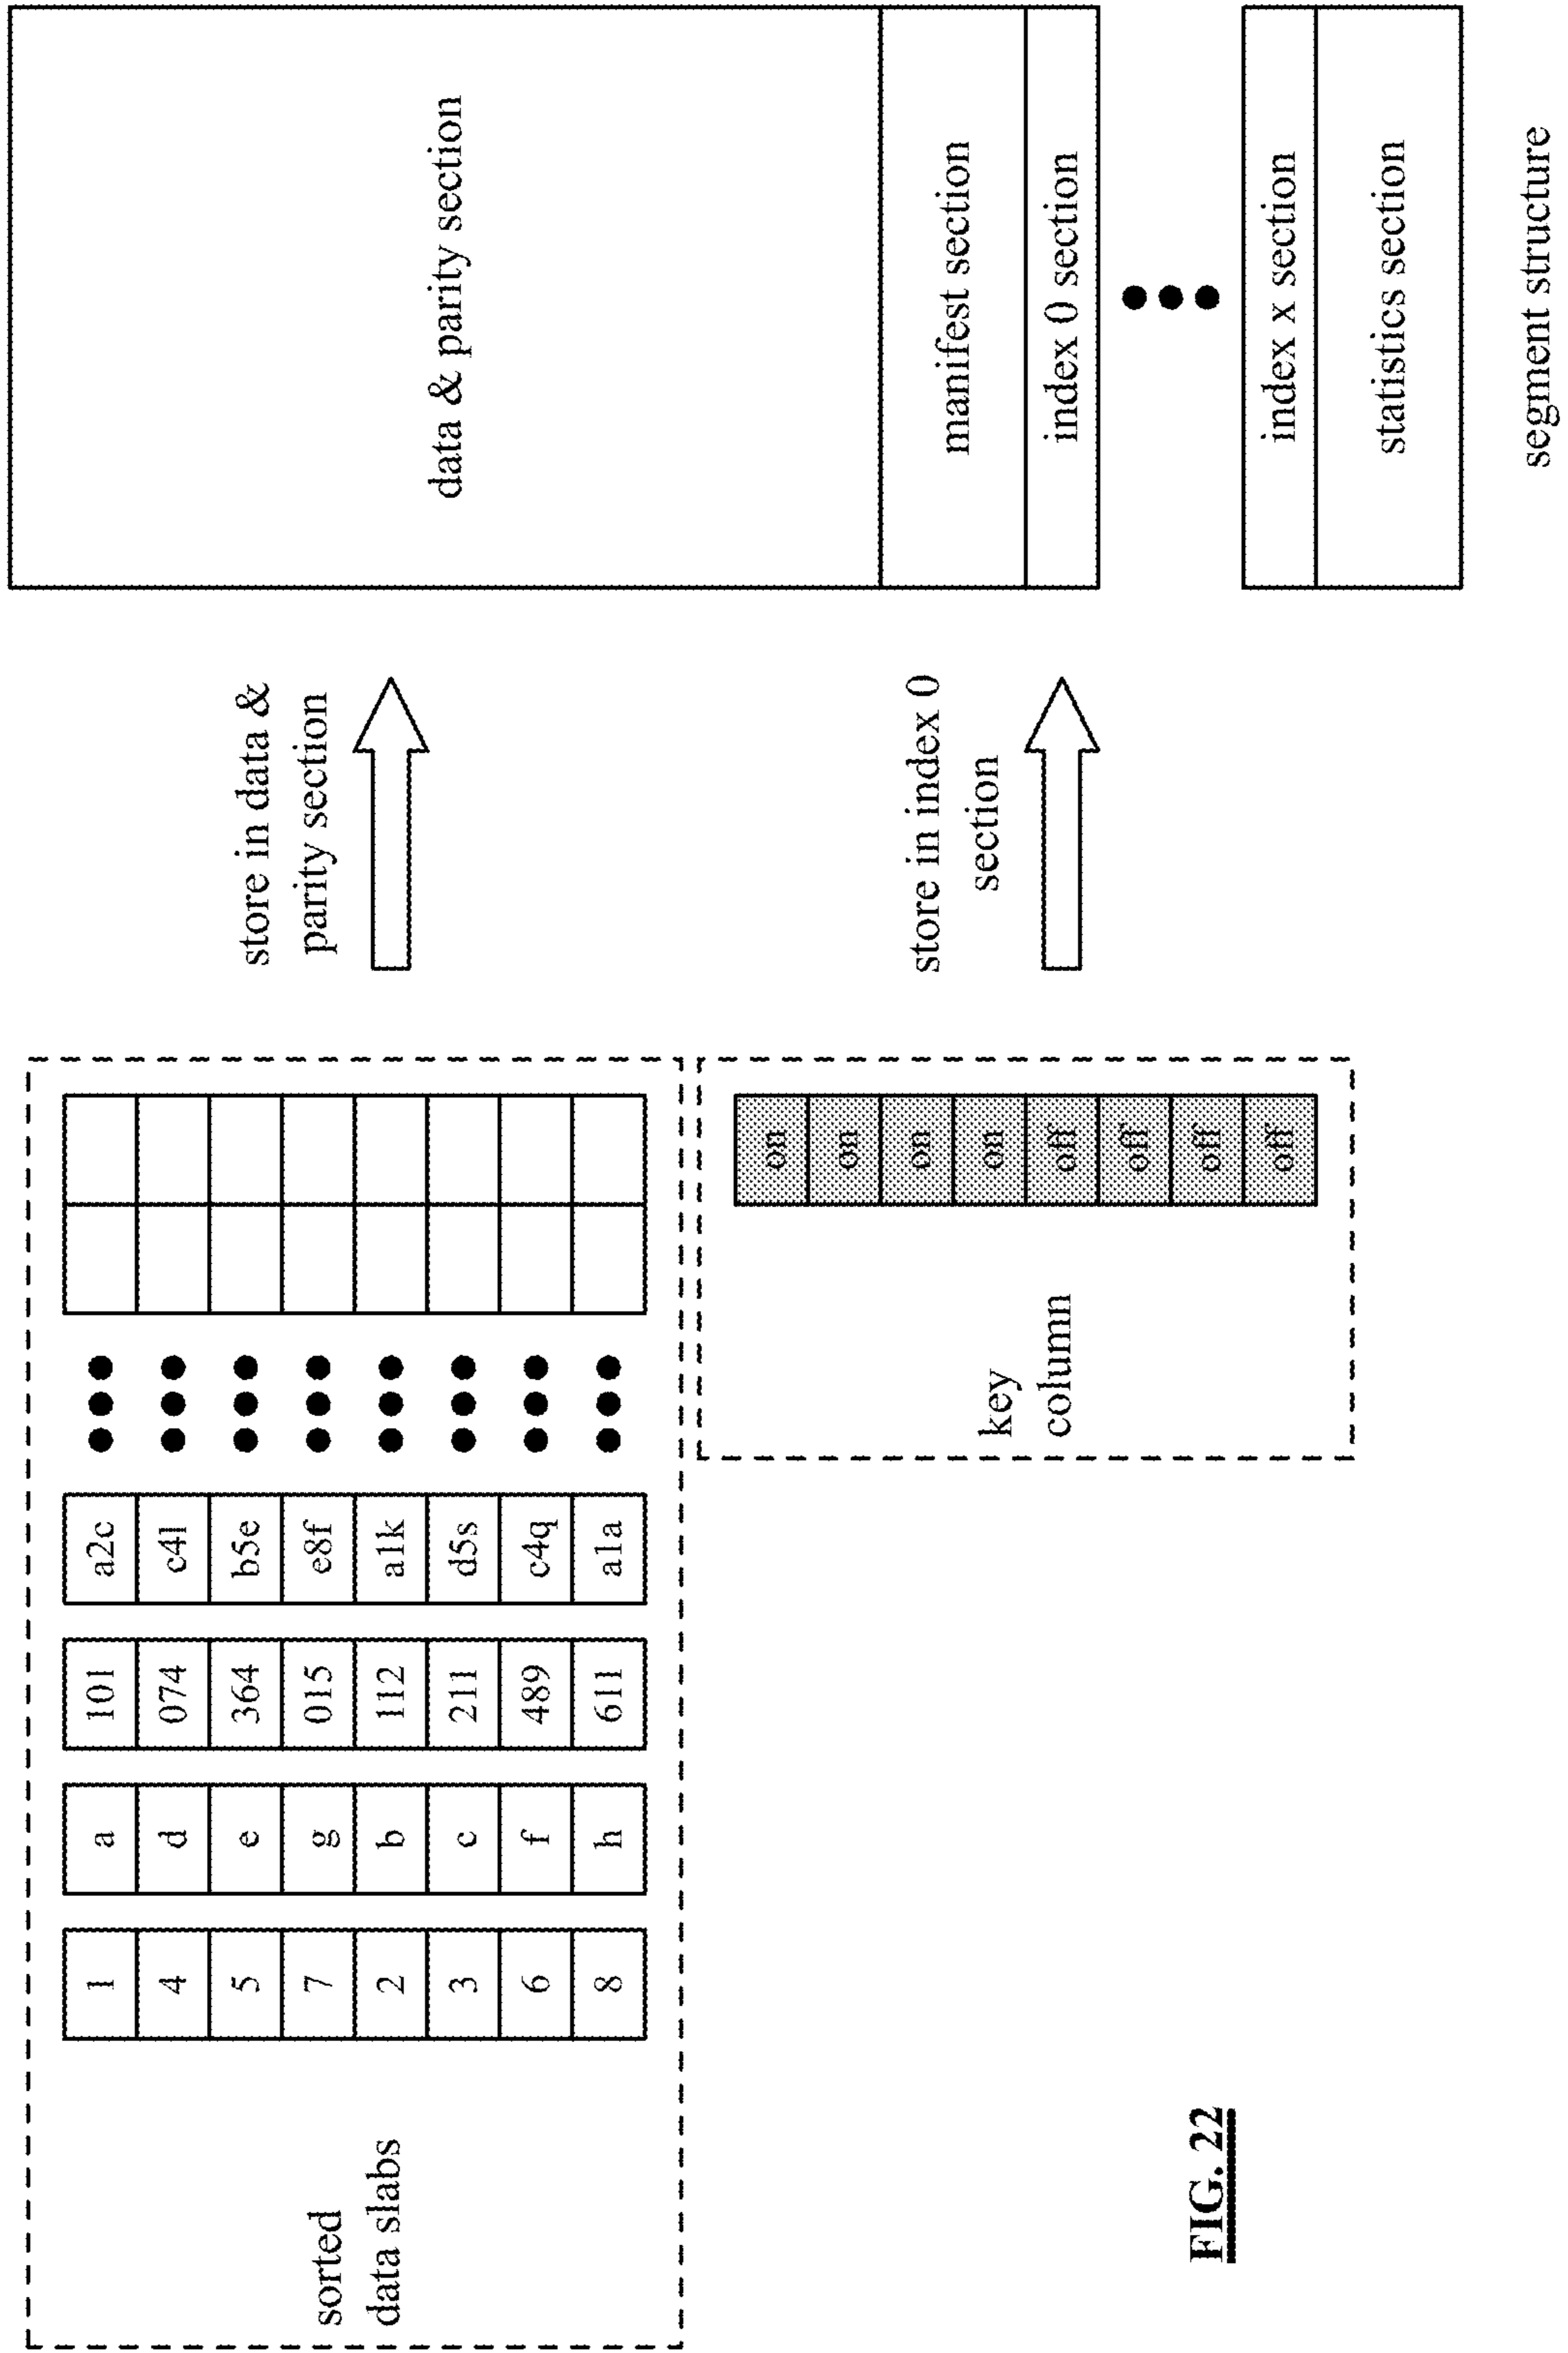 1 a 101 a2c
4 d 074 c4l
5 e 364 b5e
7 g 015 e8f
2 b 112 a1k
3 c 211 d5s
6 f 489 c4q
8 h 611 a1a
sorted
data slabs
store in data &
parity section
data & parity section
key
column
on
on
on
on
off
off
off
off
store in index 0
section
manifest section
index 0 section
index x section
statistics section
segment structure
FIG. 22